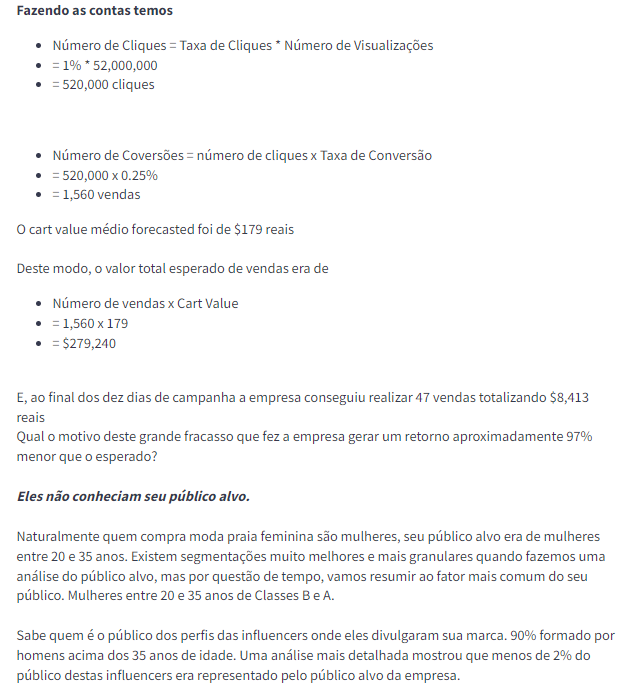 Fazendo as contas temos
• Número de Cliques = Taxa de Cliques * Número de Visualizações
• = 1% * 52,000,000
• = 520,000 cliques
• Número de Coversões = número de cliques x Taxa de Conversão
• = 520,000 x 0.25%
• = 1,560 vendas
O cart value médio forecasted foi de $179 reais
Deste modo, o valor total esperado de vendas era de
• Número de vendas x Cart Value
• = 1,560 x 179
• = $279,240
E, ao final dos dez dias de campanha a empresa conseguiu realizar 47 vendas totalizando $8,413
reais
Qual o motivo deste grande fracasso que fez a empresa gerar um retorno aproximadamente 97%
menor que o esperado?
Eles não conheciam seu público alvo.
Naturalmente quem compra moda praia feminina são mulheres, seu público alvo era de mulheres
entre 20 e 35 anos. Existem segmentações muito melhores e mais granulares quando fazemos uma
análise do público alvo, mas por questão de tempo, vamos resumir ao fator mais comum do seu
público. Mulheres entre 20 e 35 anos de Classes B e A.
Sabe quem é o público dos perfis das influencers onde eles divulgaram sua marca. 90% formado por
homens acima dos 35 anos de idade. Uma análise mais detalhada mostrou que menos de 2% do
público destas influencers era representado pelo público alvo da empresa.